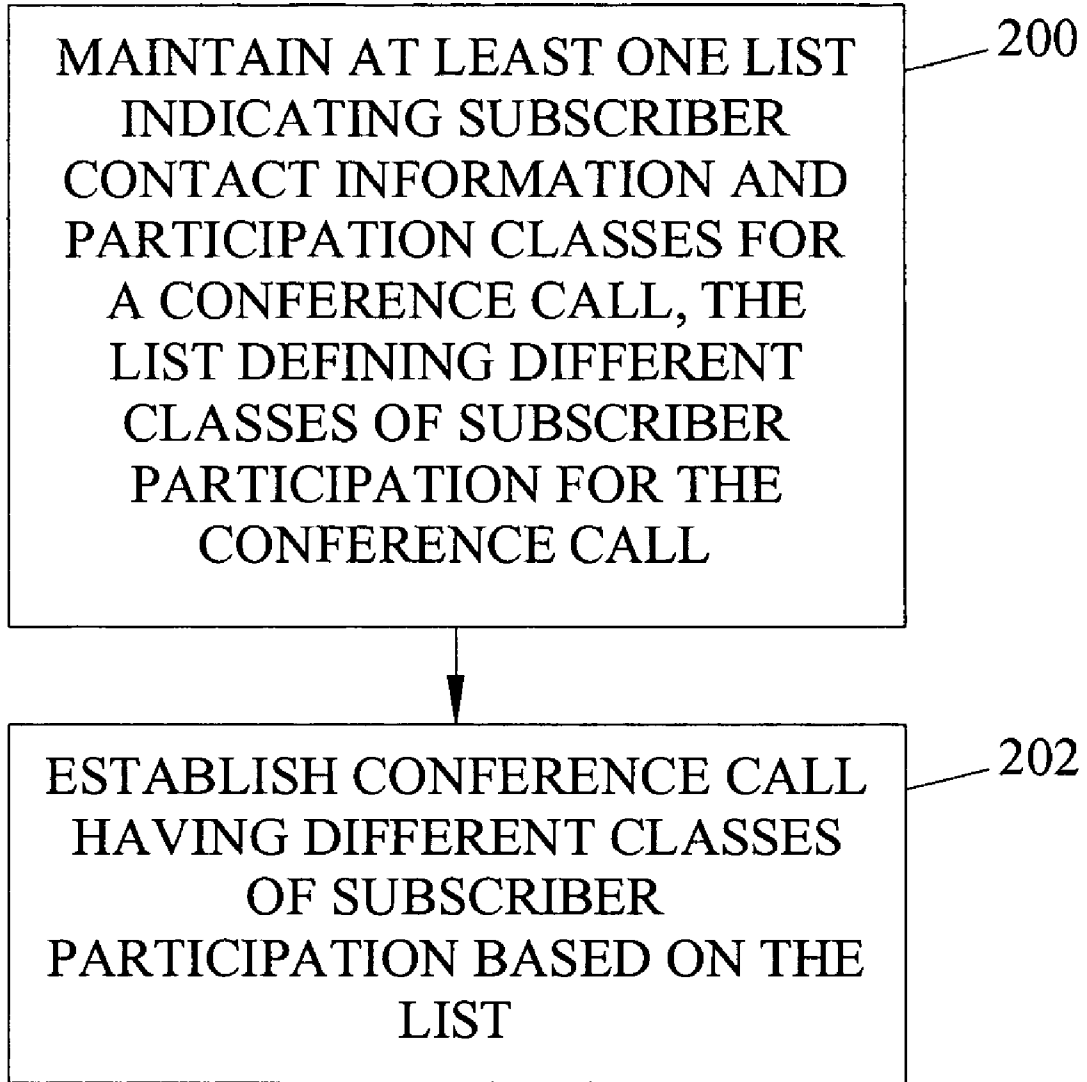 MAINTAIN AT LEAST ONE LIST
INDICATING SUBSCRIBER
CONTACT INFORMATION AND
PARTICIPATION CLASSES FOR
A CONFERENCE CALL, THE
LIST DEFINING DIFFERENT
CLASSES OF SUBSCRIBER
PARTICIPATION FOR THE
CONFERENCE CALL
200
ESTABLISH CONFERENCE CALL
HAVING DIFFERENT CLASSES
OF SUBSCRIBER
PARTICIPATION BASED ON THE
LIST
202